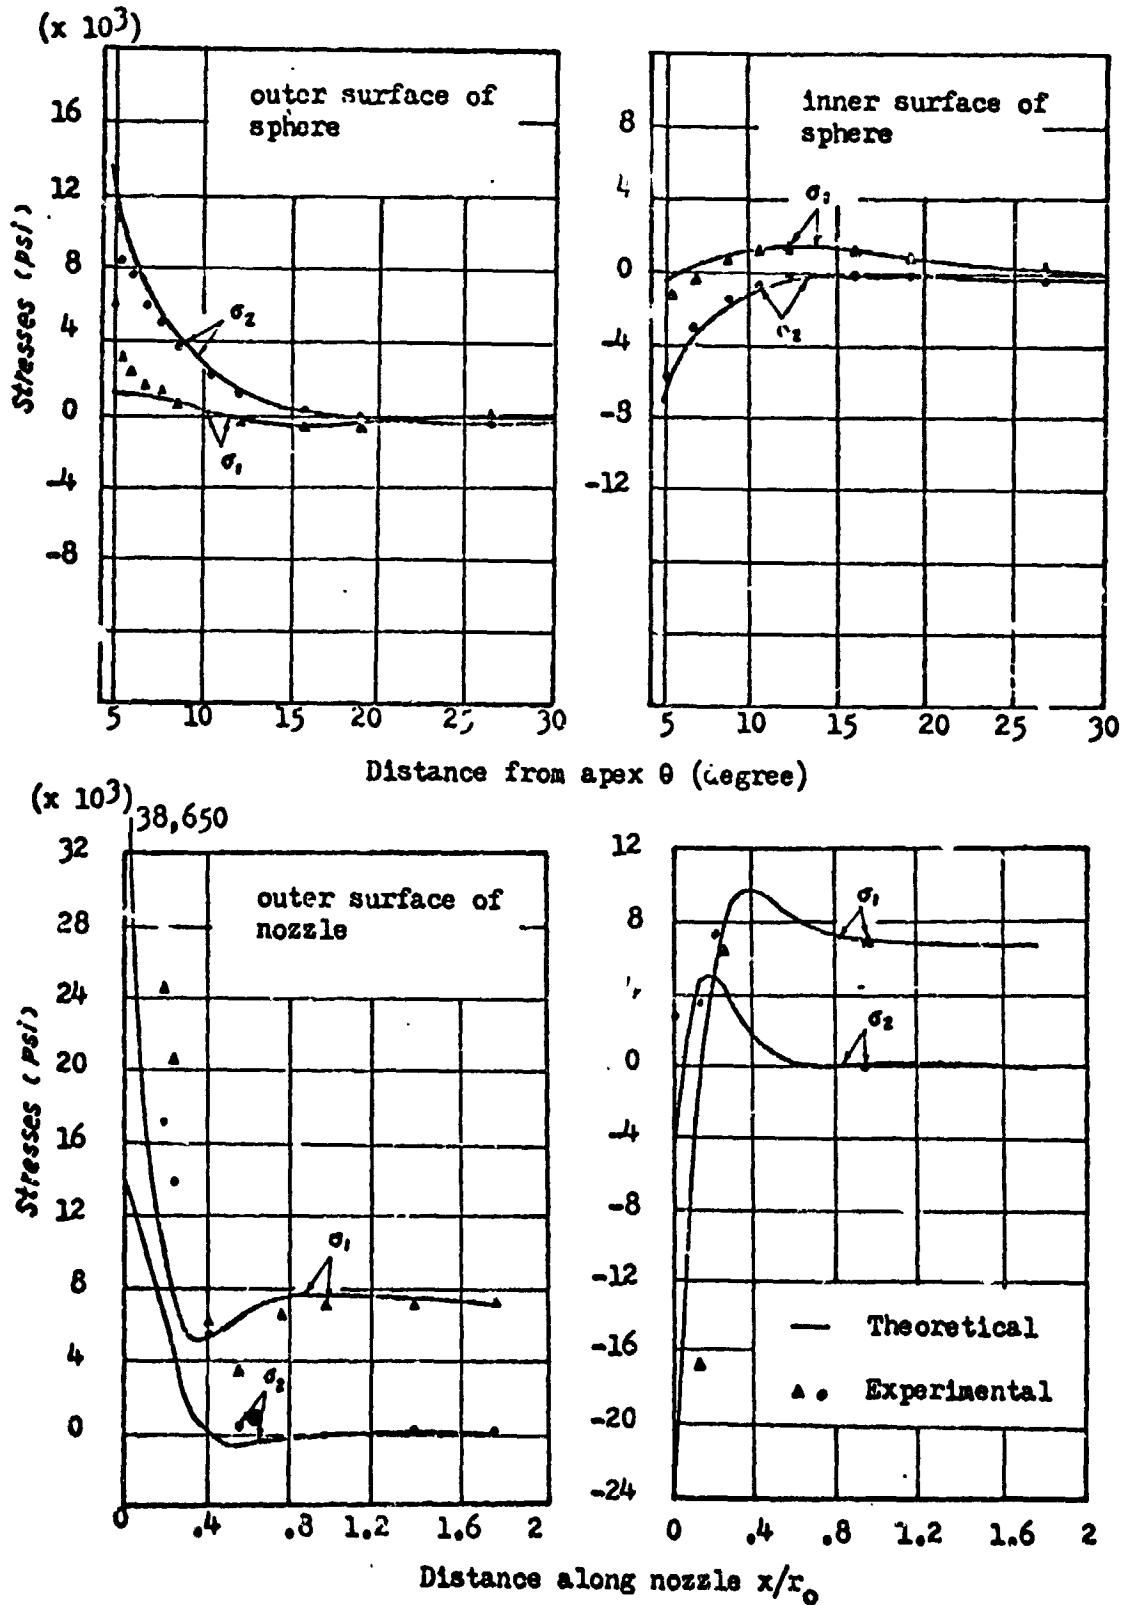 (x 10³)
outer surface of
sphere
16
12
8
4
0
-4
-8
Stresses (psi)
σ₂
σ₁
5 10 15 20 25 30
inner surface of
sphere
8
4
0
-4
-8
-12
σ₁
σ₂
5 10 15 20 25 30
Distance from apex θ (degree)
(x 10³)
38,650
outer surface of
nozzle
32
28
24
20
16
12
8
4
0
Stresses (psi)
σ₁
σ₂
0 .4 .8 1.2 1.6 2
12
8
0
-4
-8
-12
-16
-20
-24
σ₁
σ₂
Theoretical
Experimental
0 .4 .8 1.2 1.6 2
Distance along nozzle x/r₀